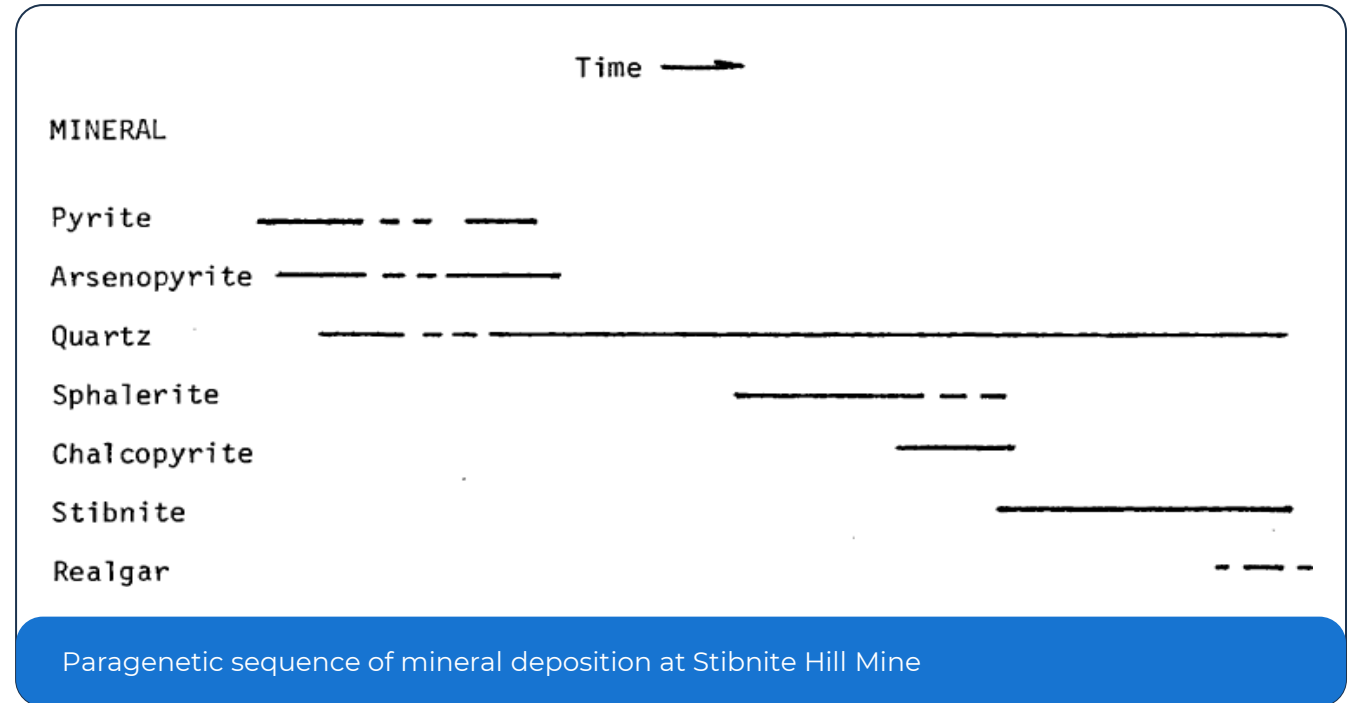 Time
MINERAL
Pyrite
Arsenopyrite
Quartz
Sphalerite
Chalcopyrite
Stibnite
Realgar
Paragenetic sequence of mineral deposition at Stibnite Hill Mine